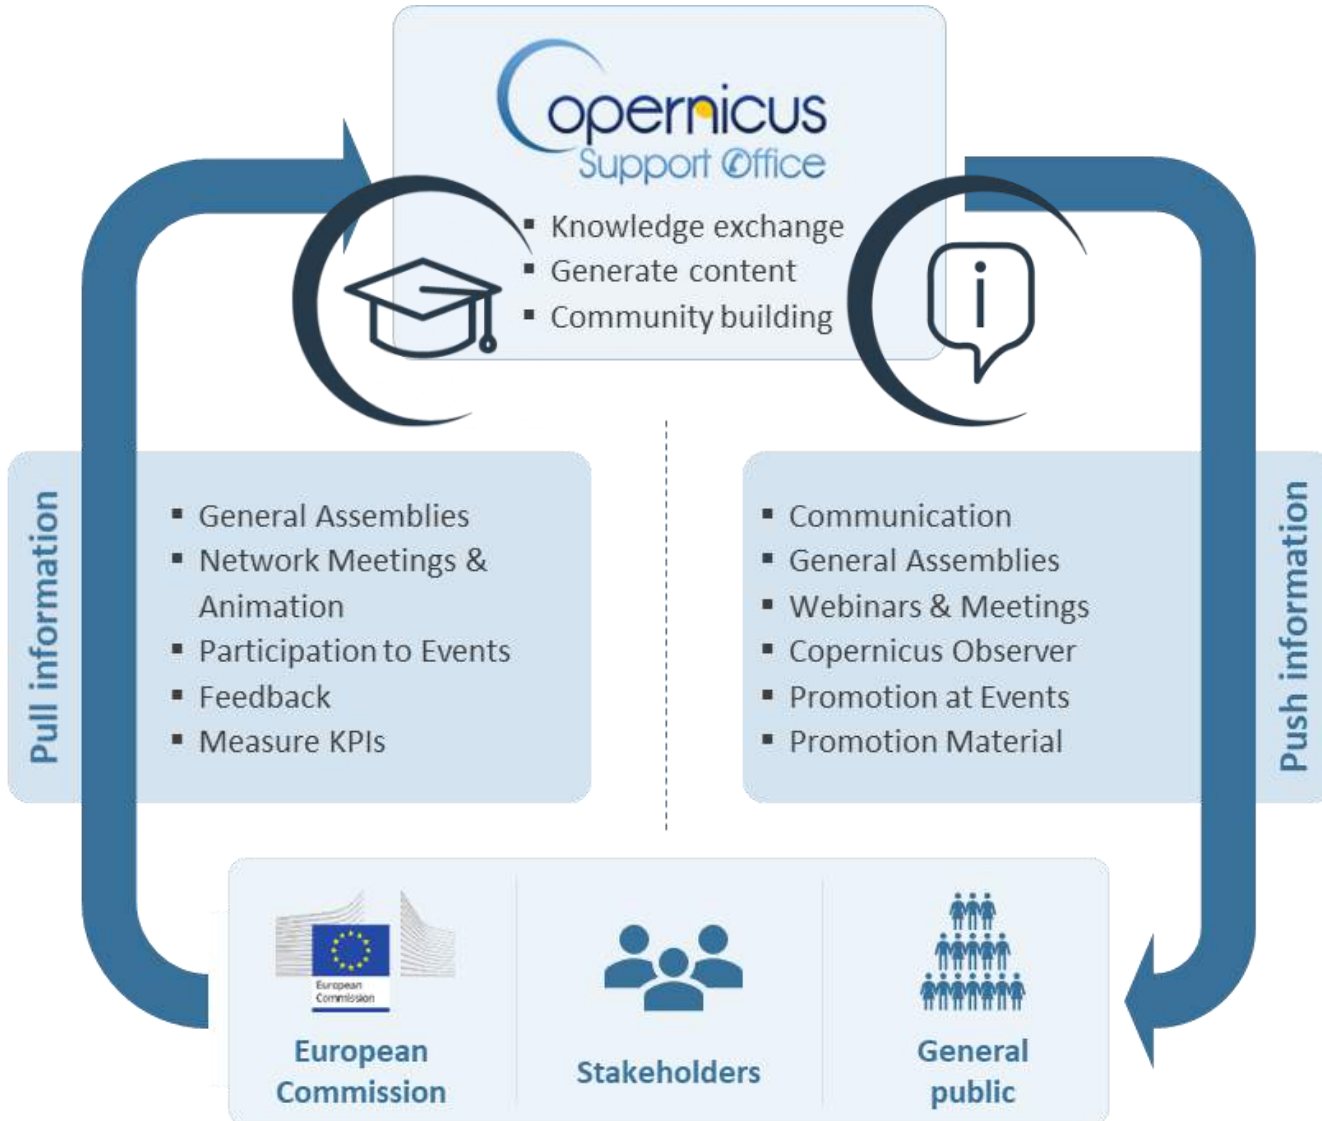 Copernicus
Support Office
▪ Knowledge exchange
▪ Generate content
▪ Community building
i
Pull information
▪ General Assemblies
▪ Network Meetings &
Animation
▪ Participation to Events
▪ Feedback
▪ Measure KPIs
▪ Communication
▪ General Assemblies
▪ Webinars & Meetings
▪ Copernicus Observer
▪ Promotion at Events
▪ Promotion Material
Push information
European
Commission
European
Commission
Stakeholders
General
public